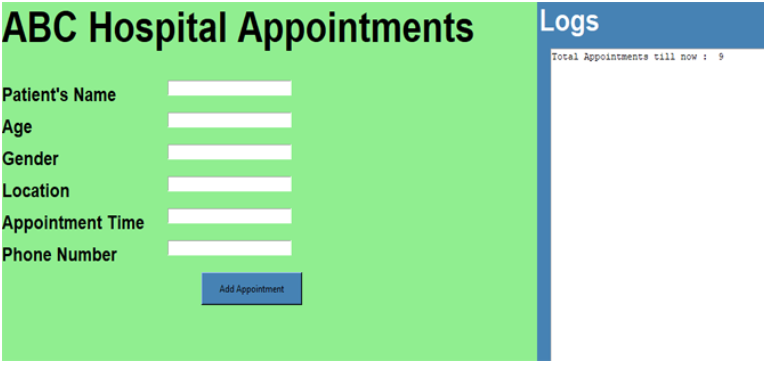 ABC Hospital Appointments
Patient's Name
Age
Gender
Location
Appointment Time
Phone Number
Add Appointment
Logs
Total Appointments till now :  9